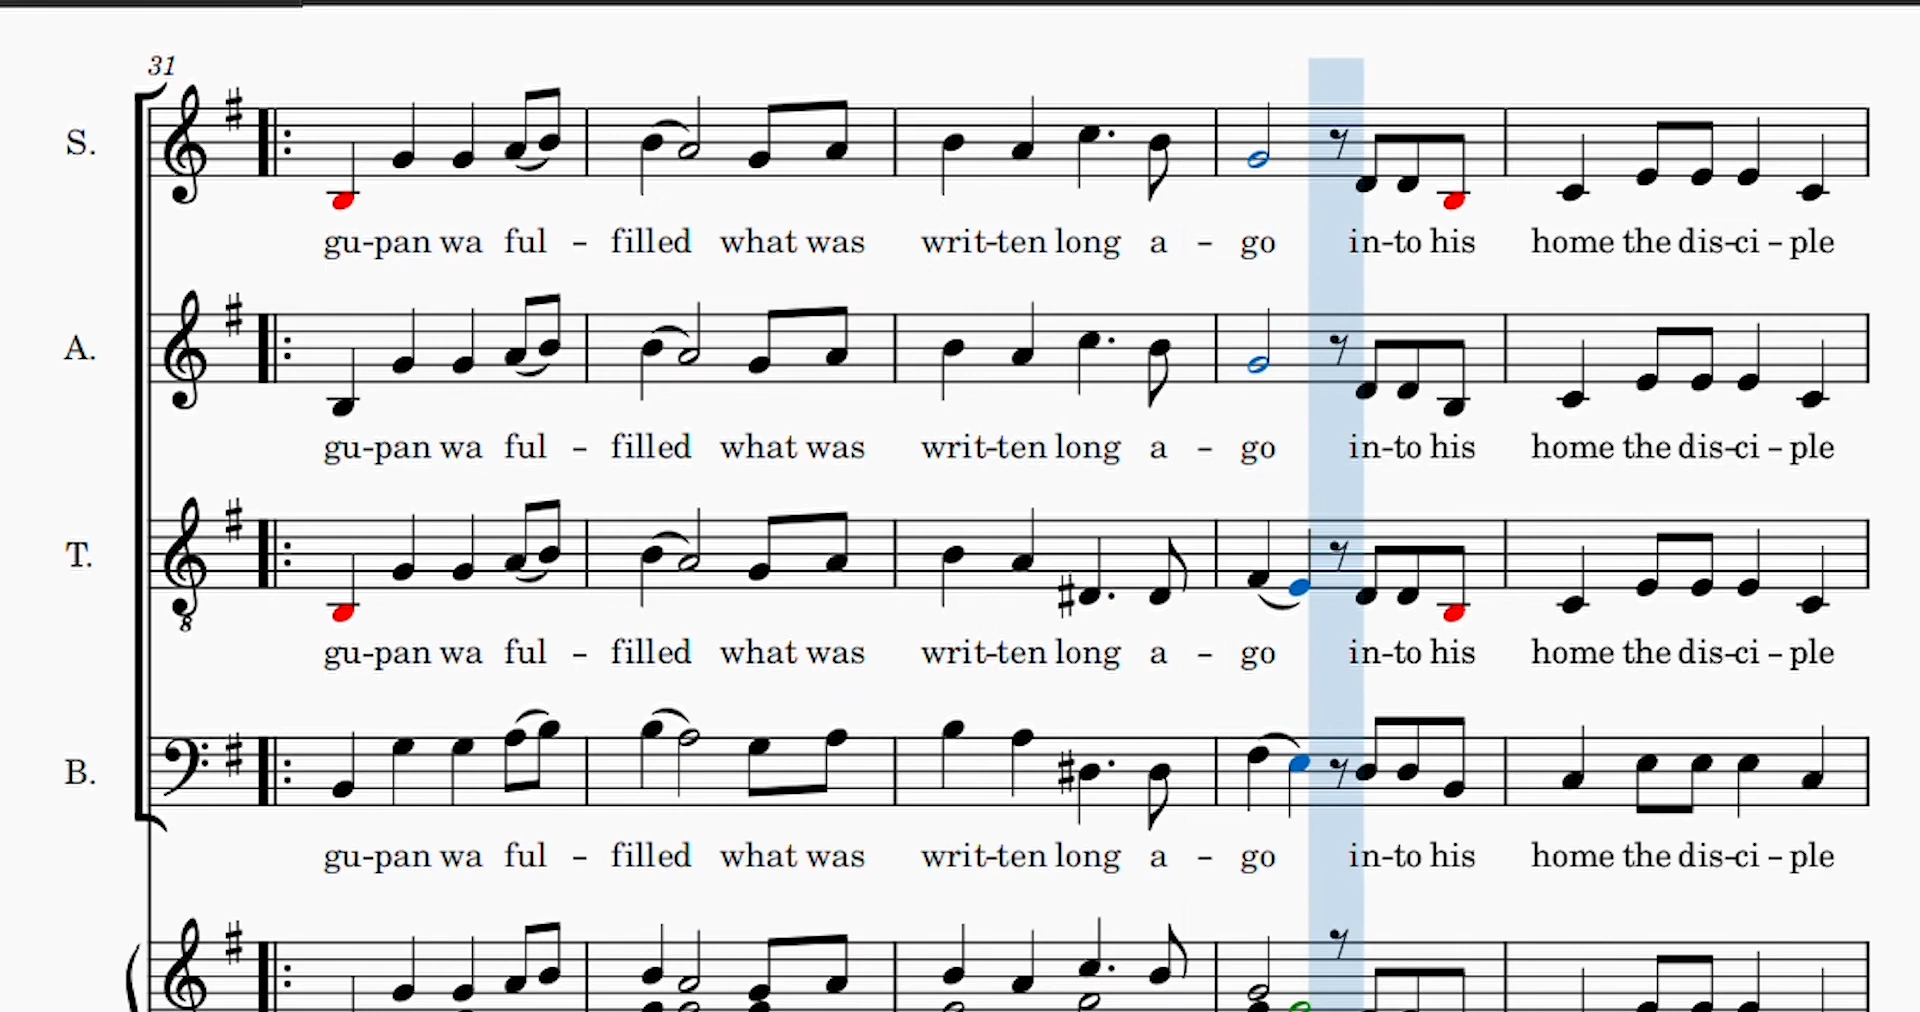 31
S.
gu-pan wa ful - filled what was writ-ten long a - go in-to his home the dis-ci-ple
A.
gu-pan wa ful - filled what was writ-ten long a - go in-to his home the dis-ci-ple
T.
8
gu-pan wa ful - filled what was writ-ten long a - go in-to his home the dis-ci-ple
B.
gu-pan wa ful - filled what was writ-ten long a - go in-to his home the dis-ci-ple